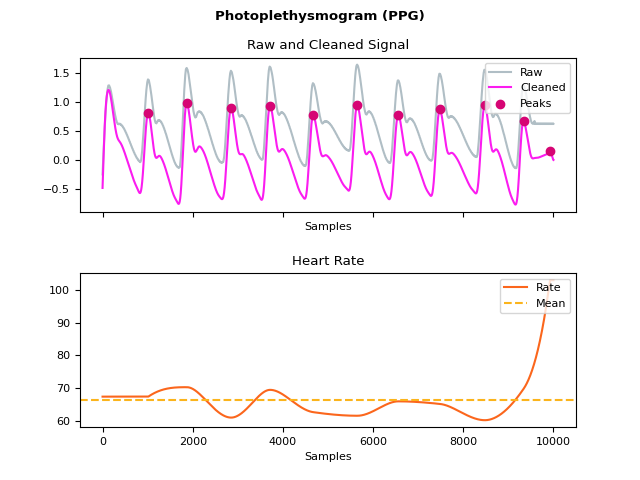 Photoplethysmogram (PPG)
Raw and Cleaned Signal
1.5
1.0
0.5
0.0
−0.5
Raw
Cleaned
Peaks
Samples
Heart Rate
100
90
80
70
60
Rate
Mean
0
2000
4000
6000
8000
10000
Samples